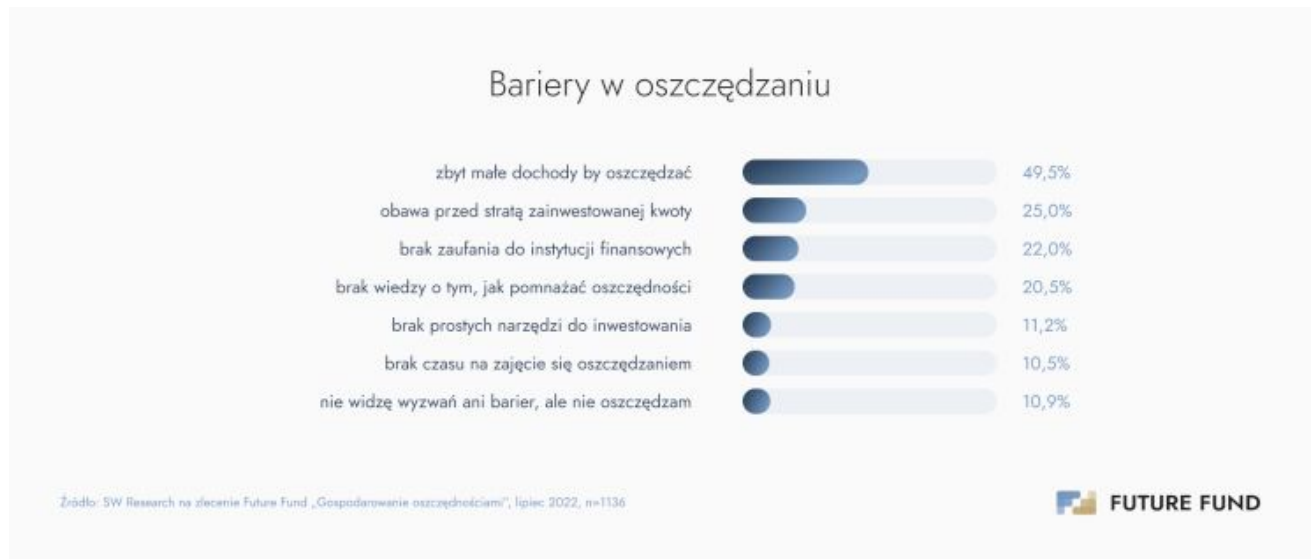 Bariery w oszczędzaniu
zbyt małe dochody by oszczędzać 49,5%
obawa przed stratą zainwestowanej kwoty 25,0%
brak zaufania do instytucji finansowych 22,0%
brak wiedzy o tym, jak pomnażać oszczędności 20,5%
brak prostych narzędzi do inwestowania 11,2%
brak czasu na zajęcie się oszczędzaniem 10,5%
nie widzę wyzwań ani barier, ale nie oszczędzam 10,9%
Źródło: SW Research na zlecenie Future Fund „Gospodarowanie oszczędnościami”, lipiec 2022, n=1136
FUTURE FUND